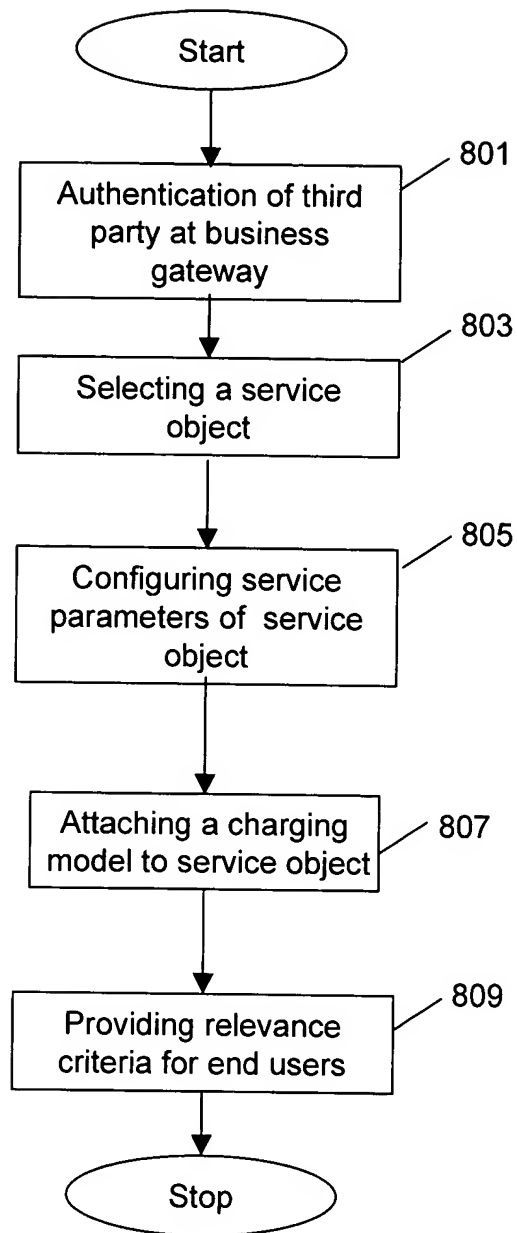 Start
801
Authentication of third
party at business
gateway
803
Selecting a service
object
805
Configuring service
parameters of service
object
Attaching a charging
model to service object
807
809
Providing relevance
criteria for end users
Stop